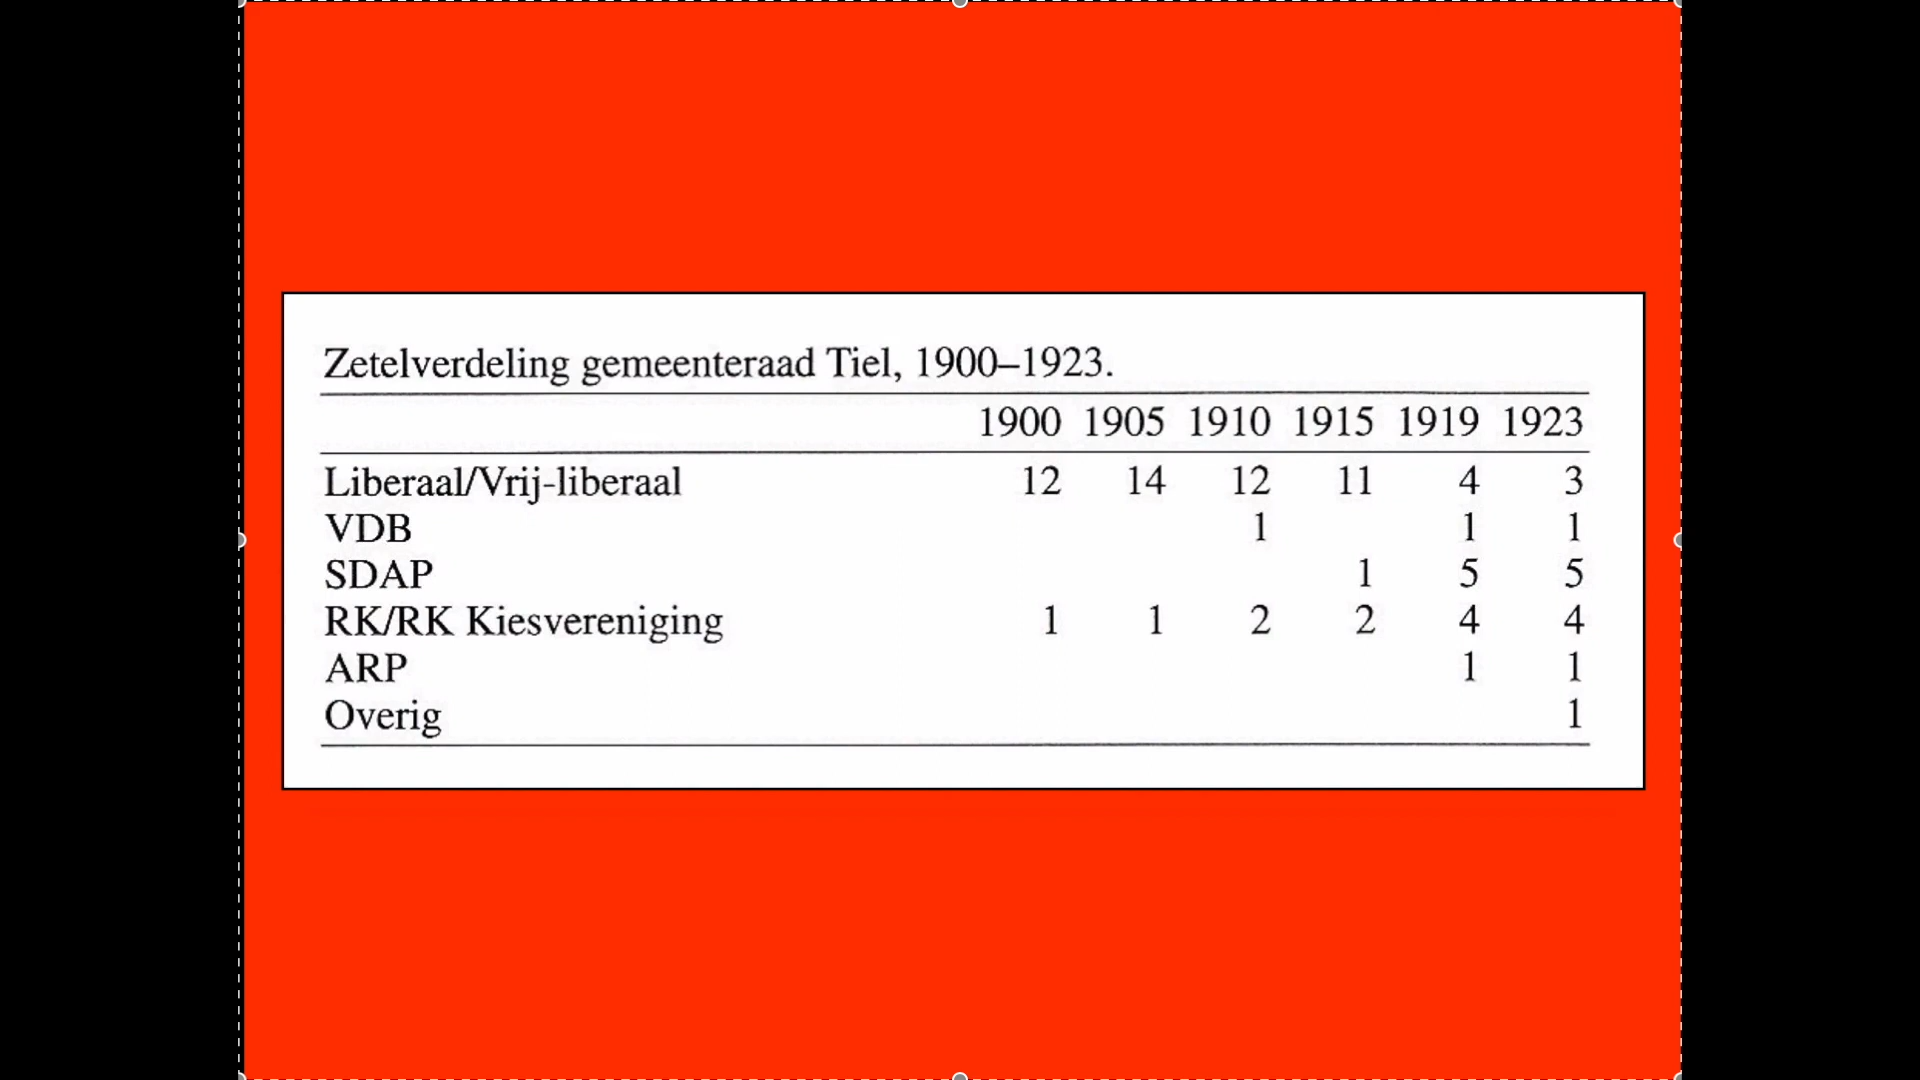 Zetelverdeling gemeenteraad Tiel, 1900–1923.
1900 1905 1910 1915 1919 1923
Liberaal/Vrij-liberaal 12 14 12 11 4 3
VDB 1 1 1
SDAP 1 5 5
RK/RK Kiesvereniging 1 1 2 2 4 4
ARP 1 1
Overig 1